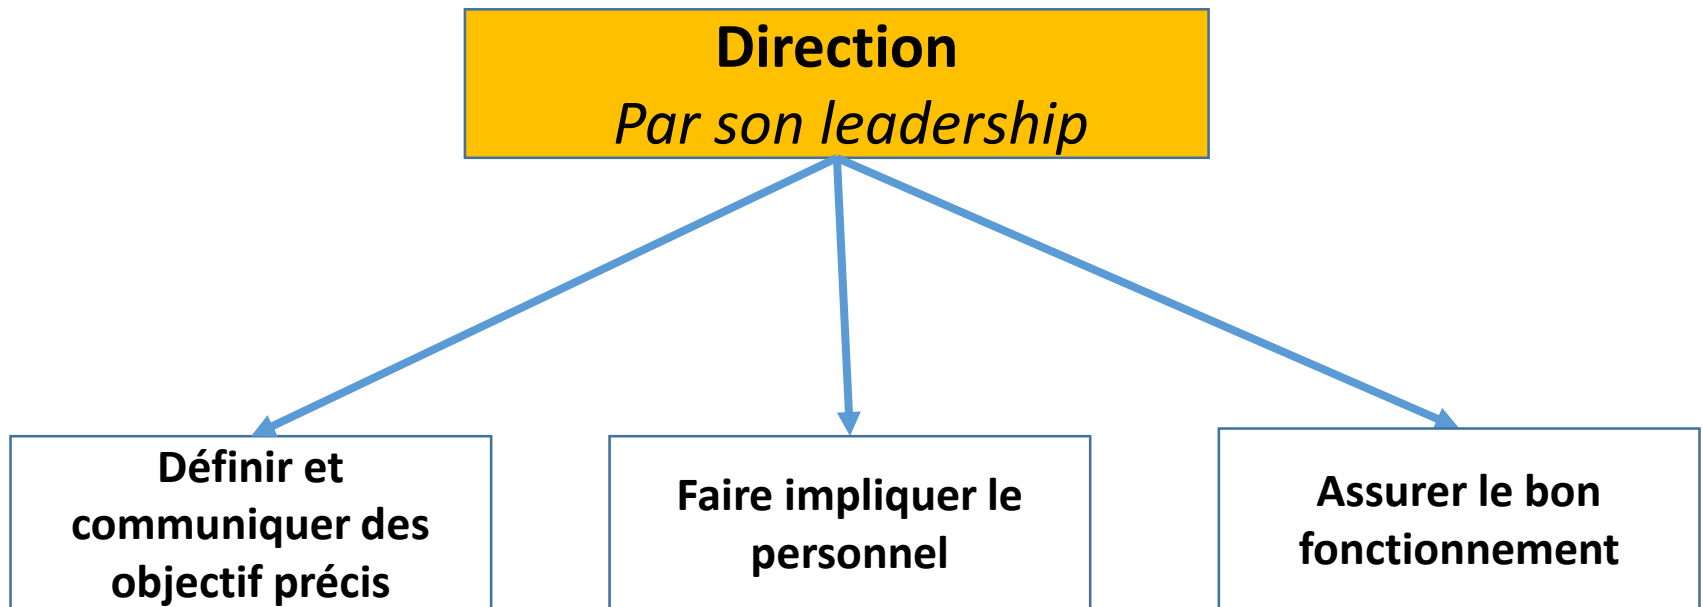 Direction
Par son leadership
Définir et
communiquer des
objectif précis
Faire impliquer le
personnel
Assurer le bon
fonctionnement